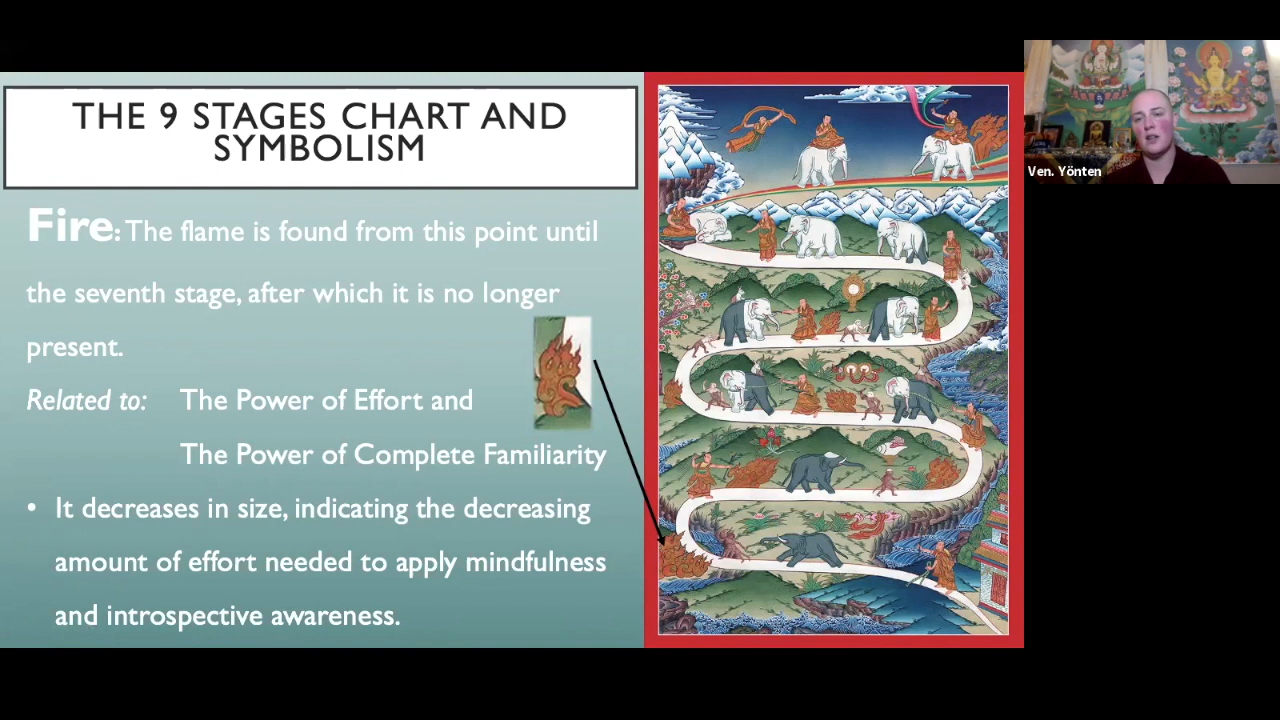 THE 9 STAGES CHART AND
SYMBOLISM
Fire: The flame is found from this point until
the seventh stage, after which it is no longer
present.
Related to: The Power of Effort and
The Power of Complete Familiarity
• It decreases in size, indicating the decreasing
amount of effort needed to apply mindfulness
and introspective awareness.
Ven. Yönten